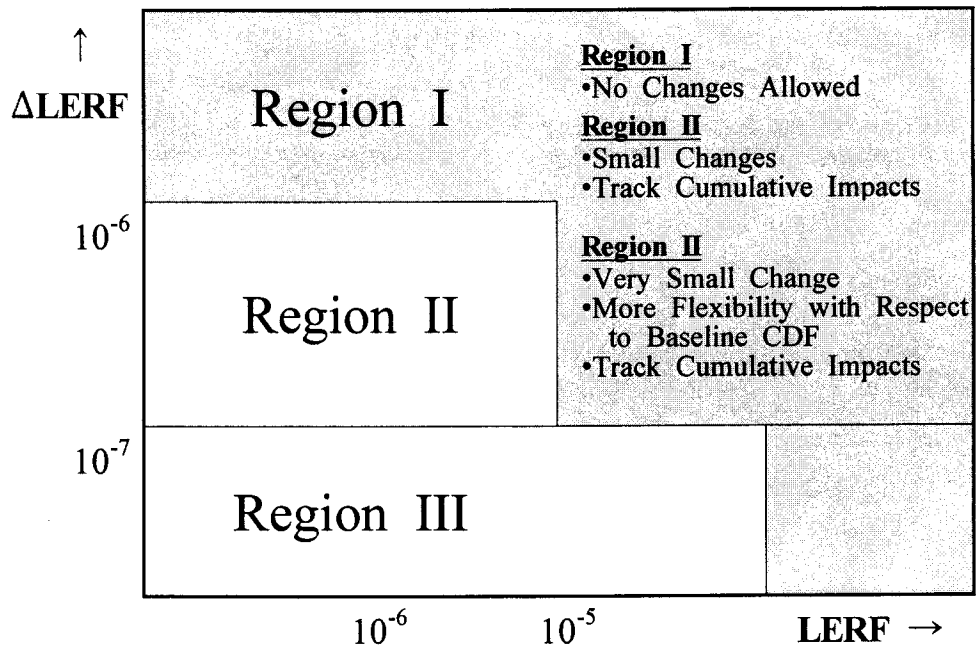 ↑
ΔLERF
Region I
Region I
•No Changes Allowed
Region II
•Small Changes
•Track Cumulative Impacts
10⁻⁶
Region II
Region II
•Very Small Change
•More Flexibility with Respect
to Baseline CDF
•Track Cumulative Impacts
10⁻⁷
Region III
10⁻⁶
10⁻⁵
LERF →